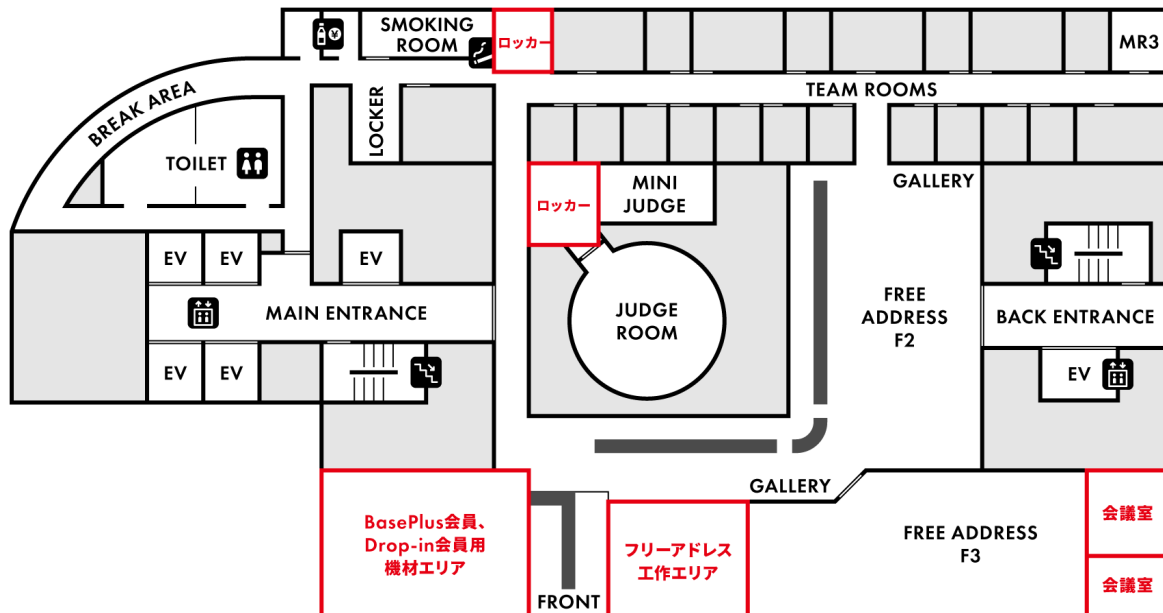 SMOKING
ROOM
ロッカー
MR3
TEAM ROOMS
BREAK AREA
LOCKER
TOILET
GALLERY
MINI
JUDGE
ロッカー
EV
EV
EV
MAIN ENTRANCE
JUDGE
ROOM
FREE
ADDRESS
F2
BACK ENTRANCE
EV
EV
EV
GALLERY
BasePlus会員、
Drop-in会員用
機材エリア
フリーアドレス
工作エリア
FREE ADDRESS
F3
会議室
会議室
FRONT